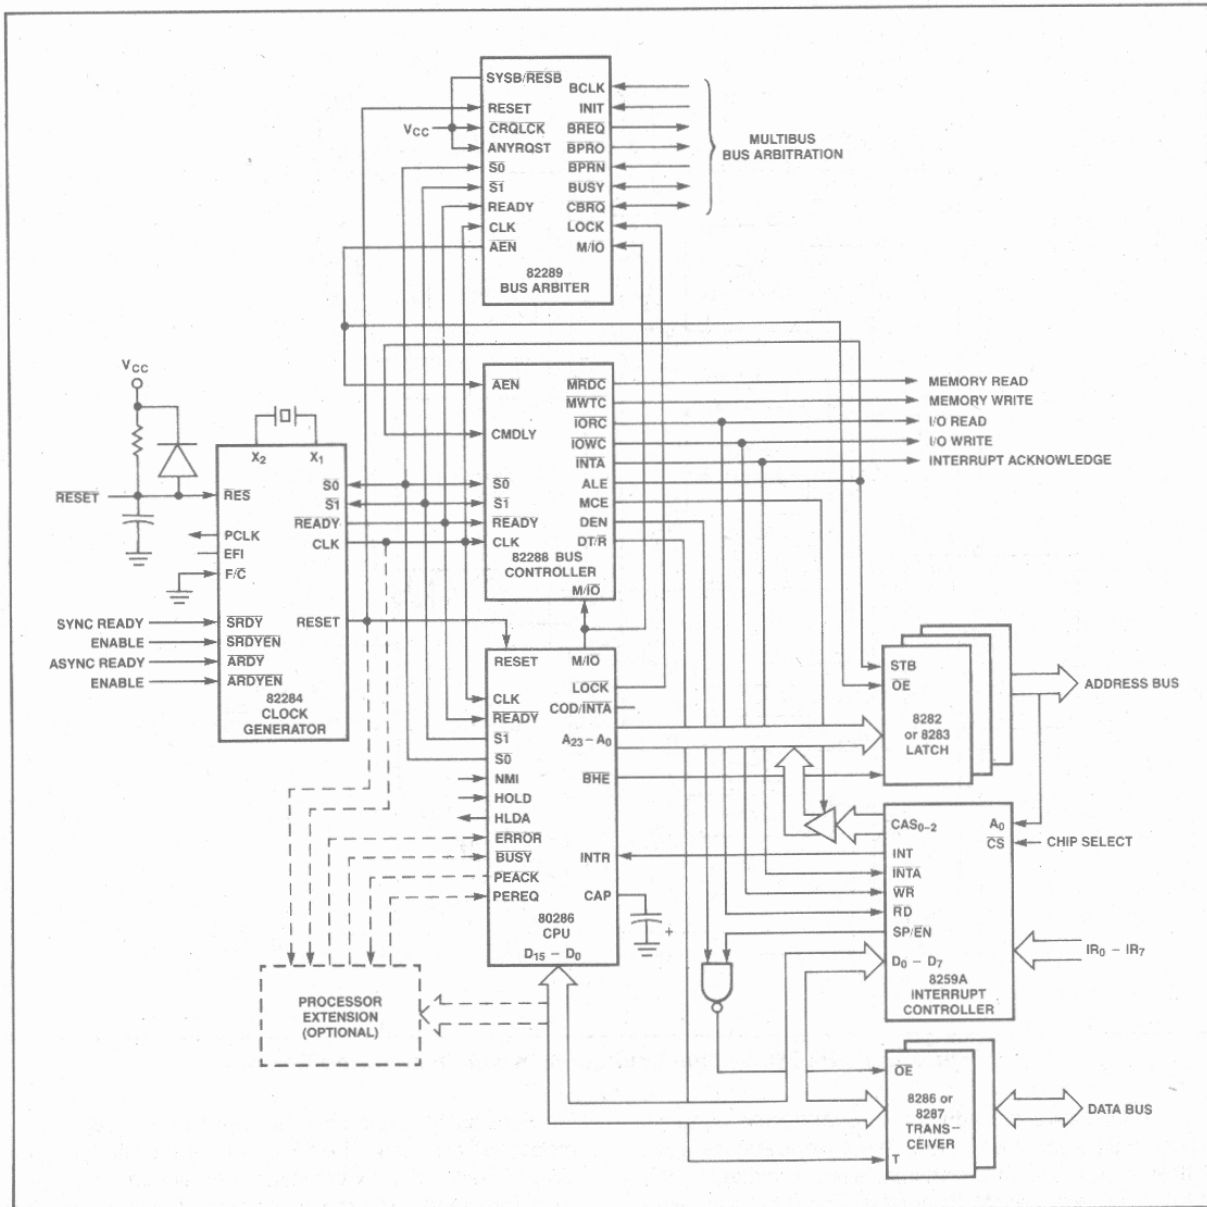 SYSB/RESB
RESET
CRQLCK
ANYRQST
S0
S1
READY
CLK
AEN
VCC
BCLK
INIT
BREQ
BPRO
BPRN
BUSY
CBRQ
LOCK
M/IO
82289
BUS ARBITER
MULTIBUS
BUS ARBITRATION
VCC
RESET
X2
X1
RES
PCLK
EFI
F/C
SYNC READY
ENABLE
ASYNC READY
ENABLE
SRDY
SRDYEN
ARDY
ARDYEN
S0
S1
READY
CLK
RESET
82284
CLOCK
GENERATOR
AEN
CMDLY
S0
S1
READY
CLK
MRDC
MWTC
IORC
IOWC
INTA
ALE
MCE
DEN
DT/R
82288 BUS
CONTROLLER
M/IO
MEMORY READ
MEMORY WRITE
I/O READ
I/O WRITE
INTERRUPT ACKNOWLEDGE
RESET
M/IO
CLK
READY
S1
S0
NMI
HOLD
HLDA
ERROR
BUSY
PEACK
PEREQ
LOCK
COD/INTA
A23 – A0
BHE
INTR
CAP
+
80286
CPU
D15 – D0
STB
OE
8282
or 8283
LATCH
ADDRESS BUS
CAS0–2
INT
INTA
WR
RD
SP/EN
D0 – D7
A0
CS
CHIP SELECT
IR0 – IR7
8259A
INTERRUPT
CONTROLLER
PROCESSOR
EXTENSION
(OPTIONAL)
OE
8286 or
8287
TRANS–
CEIVER
T
DATA BUS